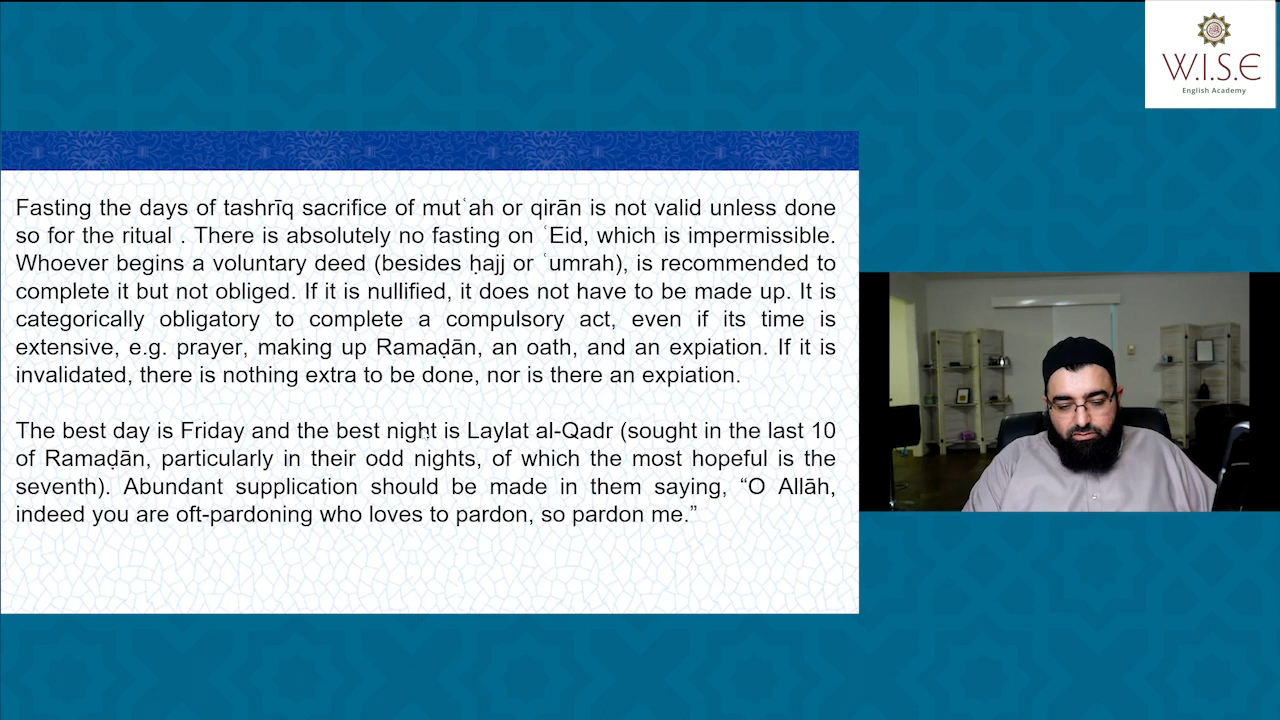 W.I.S.E
English Academy
Fasting the days of tashrīq sacrifice of mutʿah or qirān is not valid unless done
so for the ritual . There is absolutely no fasting on ʿEid, which is impermissible.
Whoever begins a voluntary deed (besides ḥajj or ʿumrah), is recommended to
complete it but not obliged. If it is nullified, it does not have to be made up. It is
categorically obligatory to complete a compulsory act, even if its time is
extensive, e.g. prayer, making up Ramaḍān, an oath, and an expiation. If it is
invalidated, there is nothing extra to be done, nor is there an expiation.
The best day is Friday and the best night is Laylat al-Qadr (sought in the last 10
of Ramaḍān, particularly in their odd nights, of which the most hopeful is the
seventh). Abundant supplication should be made in them saying, “O Allāh,
indeed you are oft-pardoning who loves to pardon, so pardon me.”